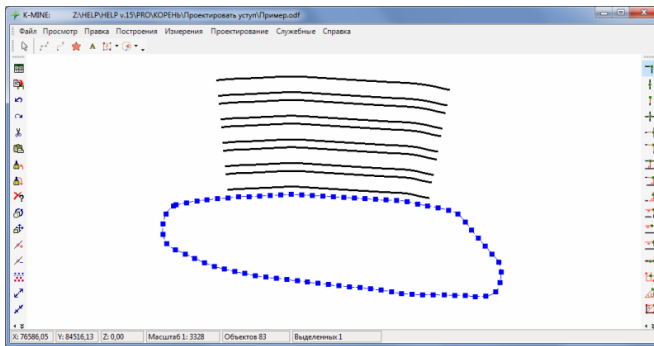 K-MINE: Z:\HELP\HELP v.15\PRO\КОРЕНЬ\Проектировать уступ\Пример.odf
Файл Просмотр Правка Построения Измерения Проектирование Служебные Справка
X: 76586,05 Y: 84516,13 Z: 0,00 Масштаб 1: 3328 Объектов 83 Выделенных 1